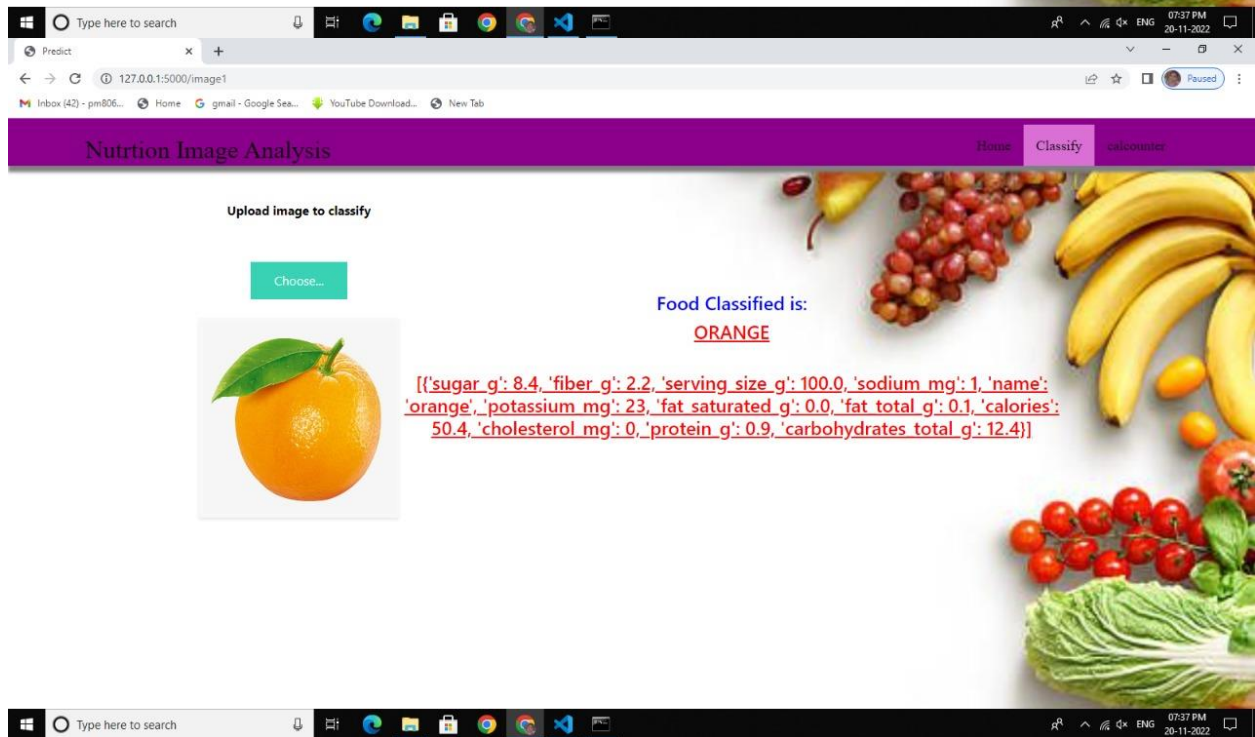 Type here to search
ENG
07:37 PM
20-11-2022
Predict
127.0.0.1:5000/image1
Paused
Inbox (42) - pm806...
Home
gmail - Google Sea...
YouTube Download...
New Tab
Nutrtion Image Analysis
Home
Classify
calcounter
Upload image to classify
Choose...
Food Classified is:
ORANGE
[{'sugar_g': 8.4, 'fiber_g': 2.2, 'serving_size_g': 100.0, 'sodium_mg': 1, 'name':
'orange', 'potassium_mg': 23, 'fat_saturated_g': 0.0, 'fat_total_g': 0.1, 'calories':
50.4, 'cholesterol_mg': 0, 'protein_g': 0.9, 'carbohydrates_total_g': 12.4}]
Type here to search
ENG
07:37 PM
20-11-2022